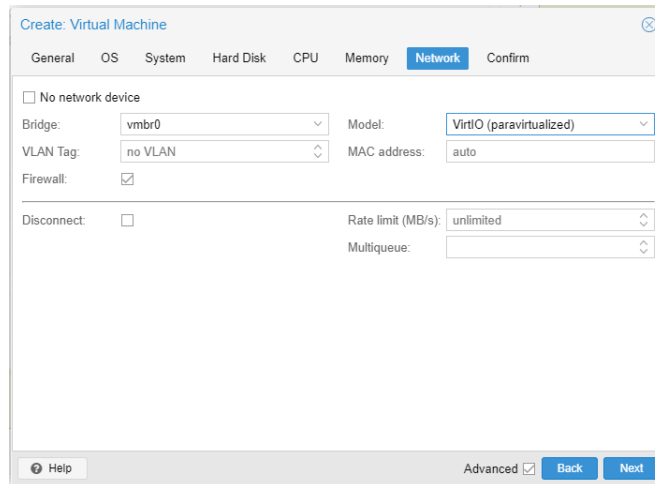 Create: Virtual Machine
General OS System Hard Disk CPU Memory Network Confirm
No network device
Bridge: vmbr0 Model: VirtIO (paravirtualized)
VLAN Tag: no VLAN MAC address: auto
Firewall:
Disconnect: Rate limit (MB/s): unlimited
Multiqueue:
Help Advanced Back Next